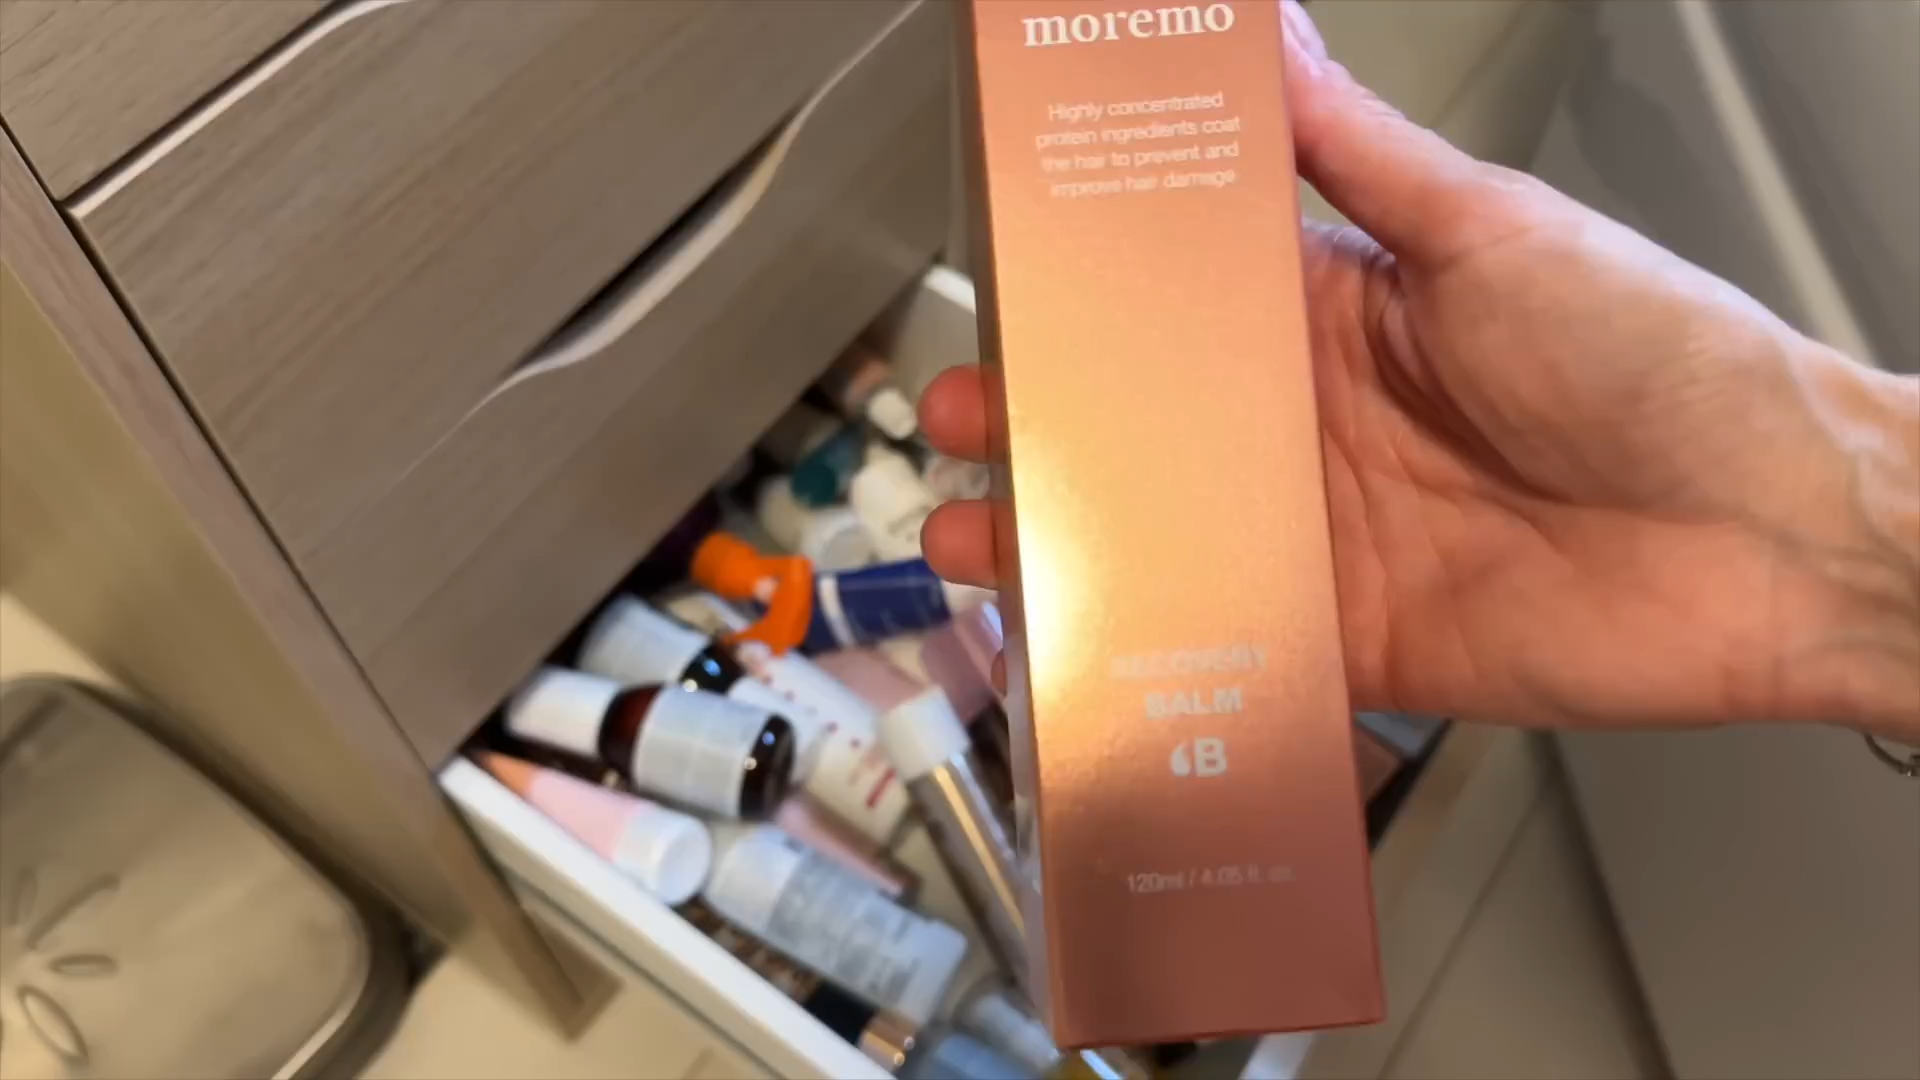 moremo
Highly concentrated
protein ingredients coat
the hair to prevent and
improve hair damage
RECOVERY
BALM
B
120ml / 4.05 fl. oz.